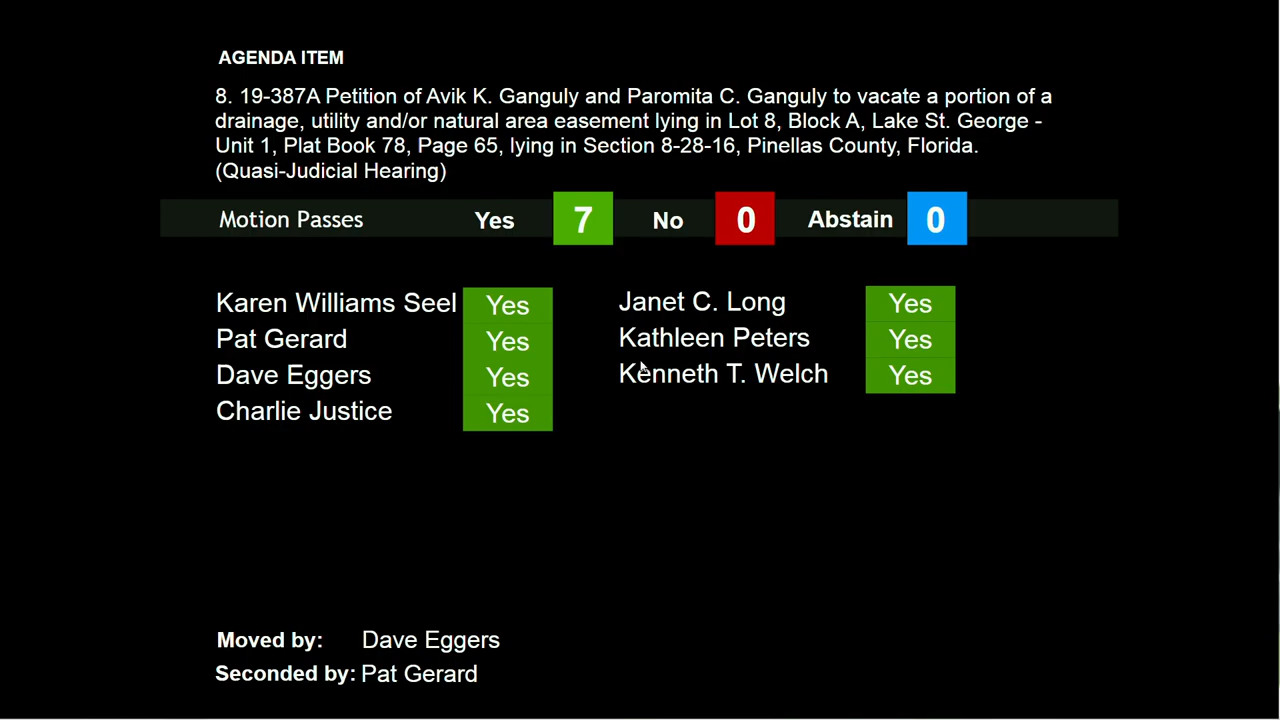 AGENDA ITEM
8. 19-387A Petition of Avik K. Ganguly and Paromita C. Ganguly to vacate a portion of a
drainage, utility and/or natural area easement lying in Lot 8, Block A, Lake St. George -
Unit 1, Plat Book 78, Page 65, lying in Section 8-28-16, Pinellas County, Florida.
(Quasi-Judicial Hearing)
Motion Passes Yes 7 No 0 Abstain 0
Karen Williams Seel Yes Janet C. Long Yes
Pat Gerard Yes Kathleen Peters Yes
Dave Eggers Yes Kenneth T. Welch Yes
Charlie Justice Yes
Moved by: Dave Eggers
Seconded by: Pat Gerard